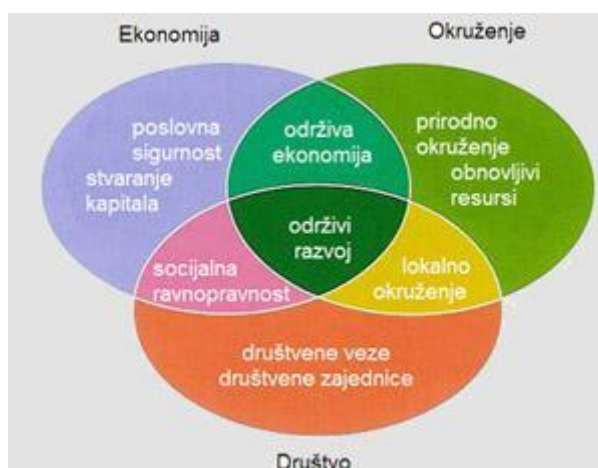 Ekonomija
Okruženje
poslovna
sigurnost
stvaranje
kapitala
održiva
ekonomija
prirodno
okruženje
obnovljivi
resursi
održivi
razvoj
socijalna
ravnopravnost
lokalno
okruženje
društvene veze
društvene zajednice
Društvo